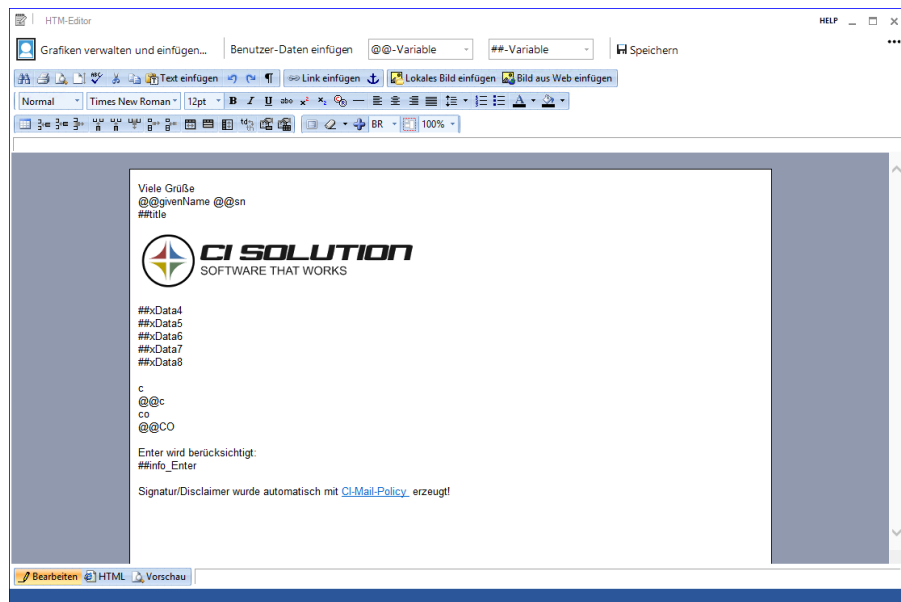 HTM-Editor
HELP
Grafiken verwalten und einfügen...
Benutzer-Daten einfügen
@@-Variable
##-Variable
Speichern
Text einfügen
Link einfügen
Lokales Bild einfügen
Bild aus Web einfügen
Normal
Times New Roman
12pt
B I U abc x² x₂
A
BR
100%
Viele Grüße
@@givenName @@sn
##title
CI SOLUTION
SOFTWARE THAT WORKS
##xData4
##xData5
##xData6
##xData7
##xData8
c
@@c
co
@@CO
Enter wird berücksichtigt:
##info_Enter
Signatur/Disclaimer wurde automatisch mit CI-Mail-Policy erzeugt!
Bearbeiten
HTML
Vorschau